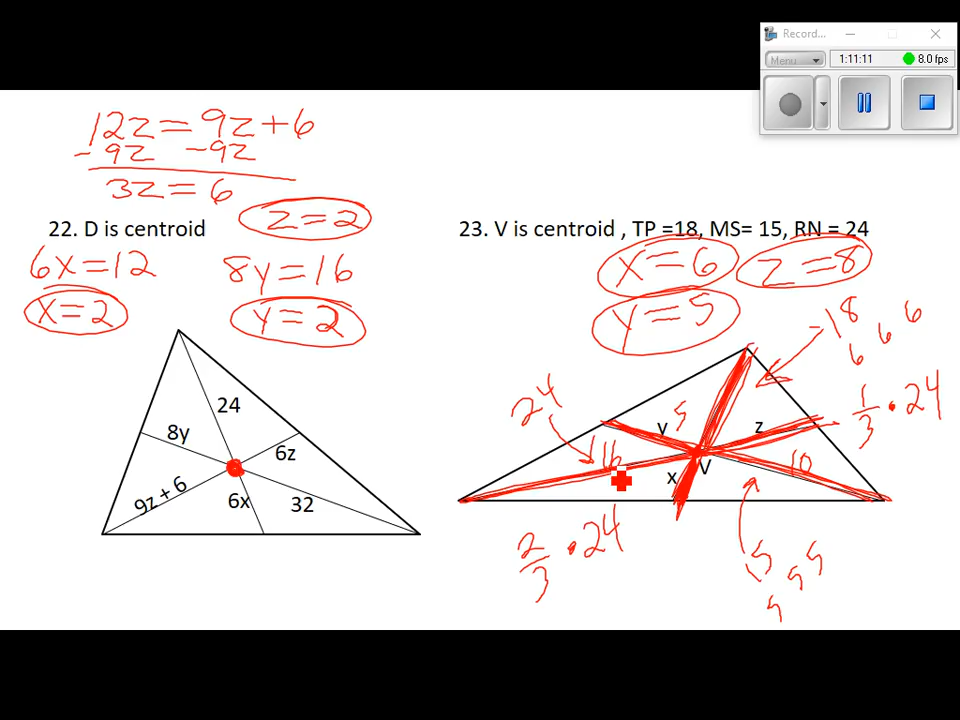 Record...
Menu
1:11:11
8.0 fps
12z = 9z + 6
-9z -9z
3z = 6
z = 2
22. D is centroid
6x = 12
8y = 16
x = 2
y = 2
24
8y
6z
9z + 6
6x
32
23. V is centroid , TP =18, MS= 15, RN = 24
x = 6
z = 8
y = 5
18
6 6 6
24
1/3 • 24
y
5
z
16
V
x
10
2/3 • 24
15
5 5 5